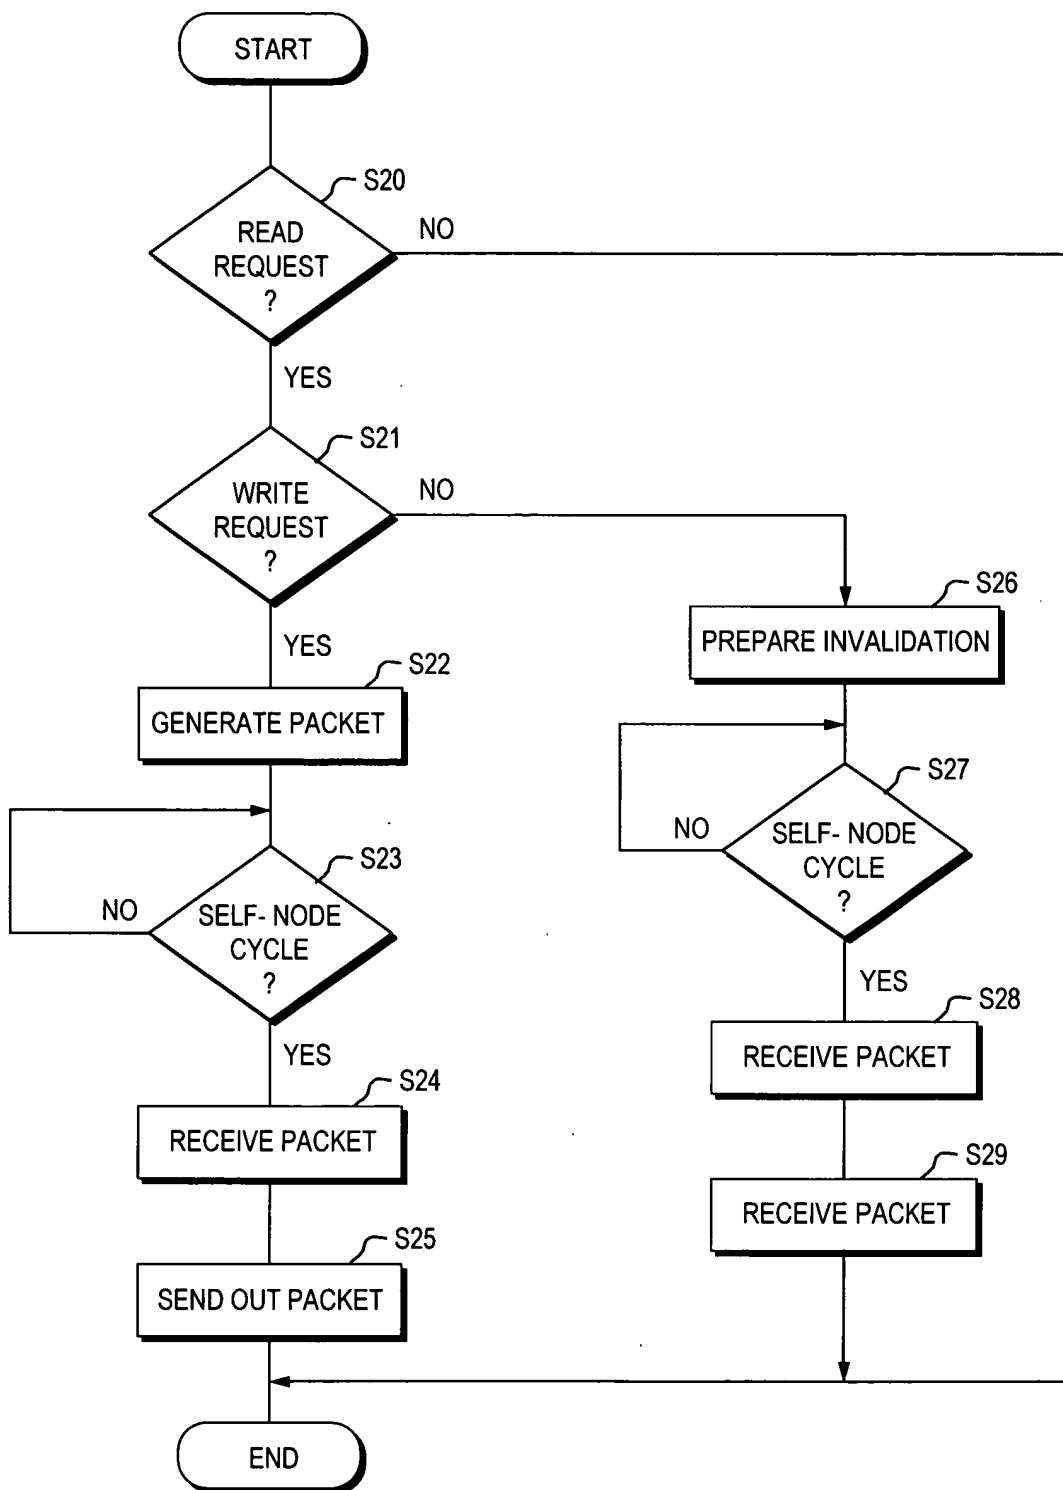 START
S20
READ
REQUEST
?
NO
YES
S21
WRITE
REQUEST
?
NO
YES
S22
GENERATE PACKET
S23
SELF- NODE
CYCLE
?
NO
YES
S24
RECEIVE PACKET
S25
SEND OUT PACKET
S26
PREPARE INVALIDATION
S27
SELF- NODE
CYCLE
?
NO
YES
S28
RECEIVE PACKET
S29
RECEIVE PACKET
END